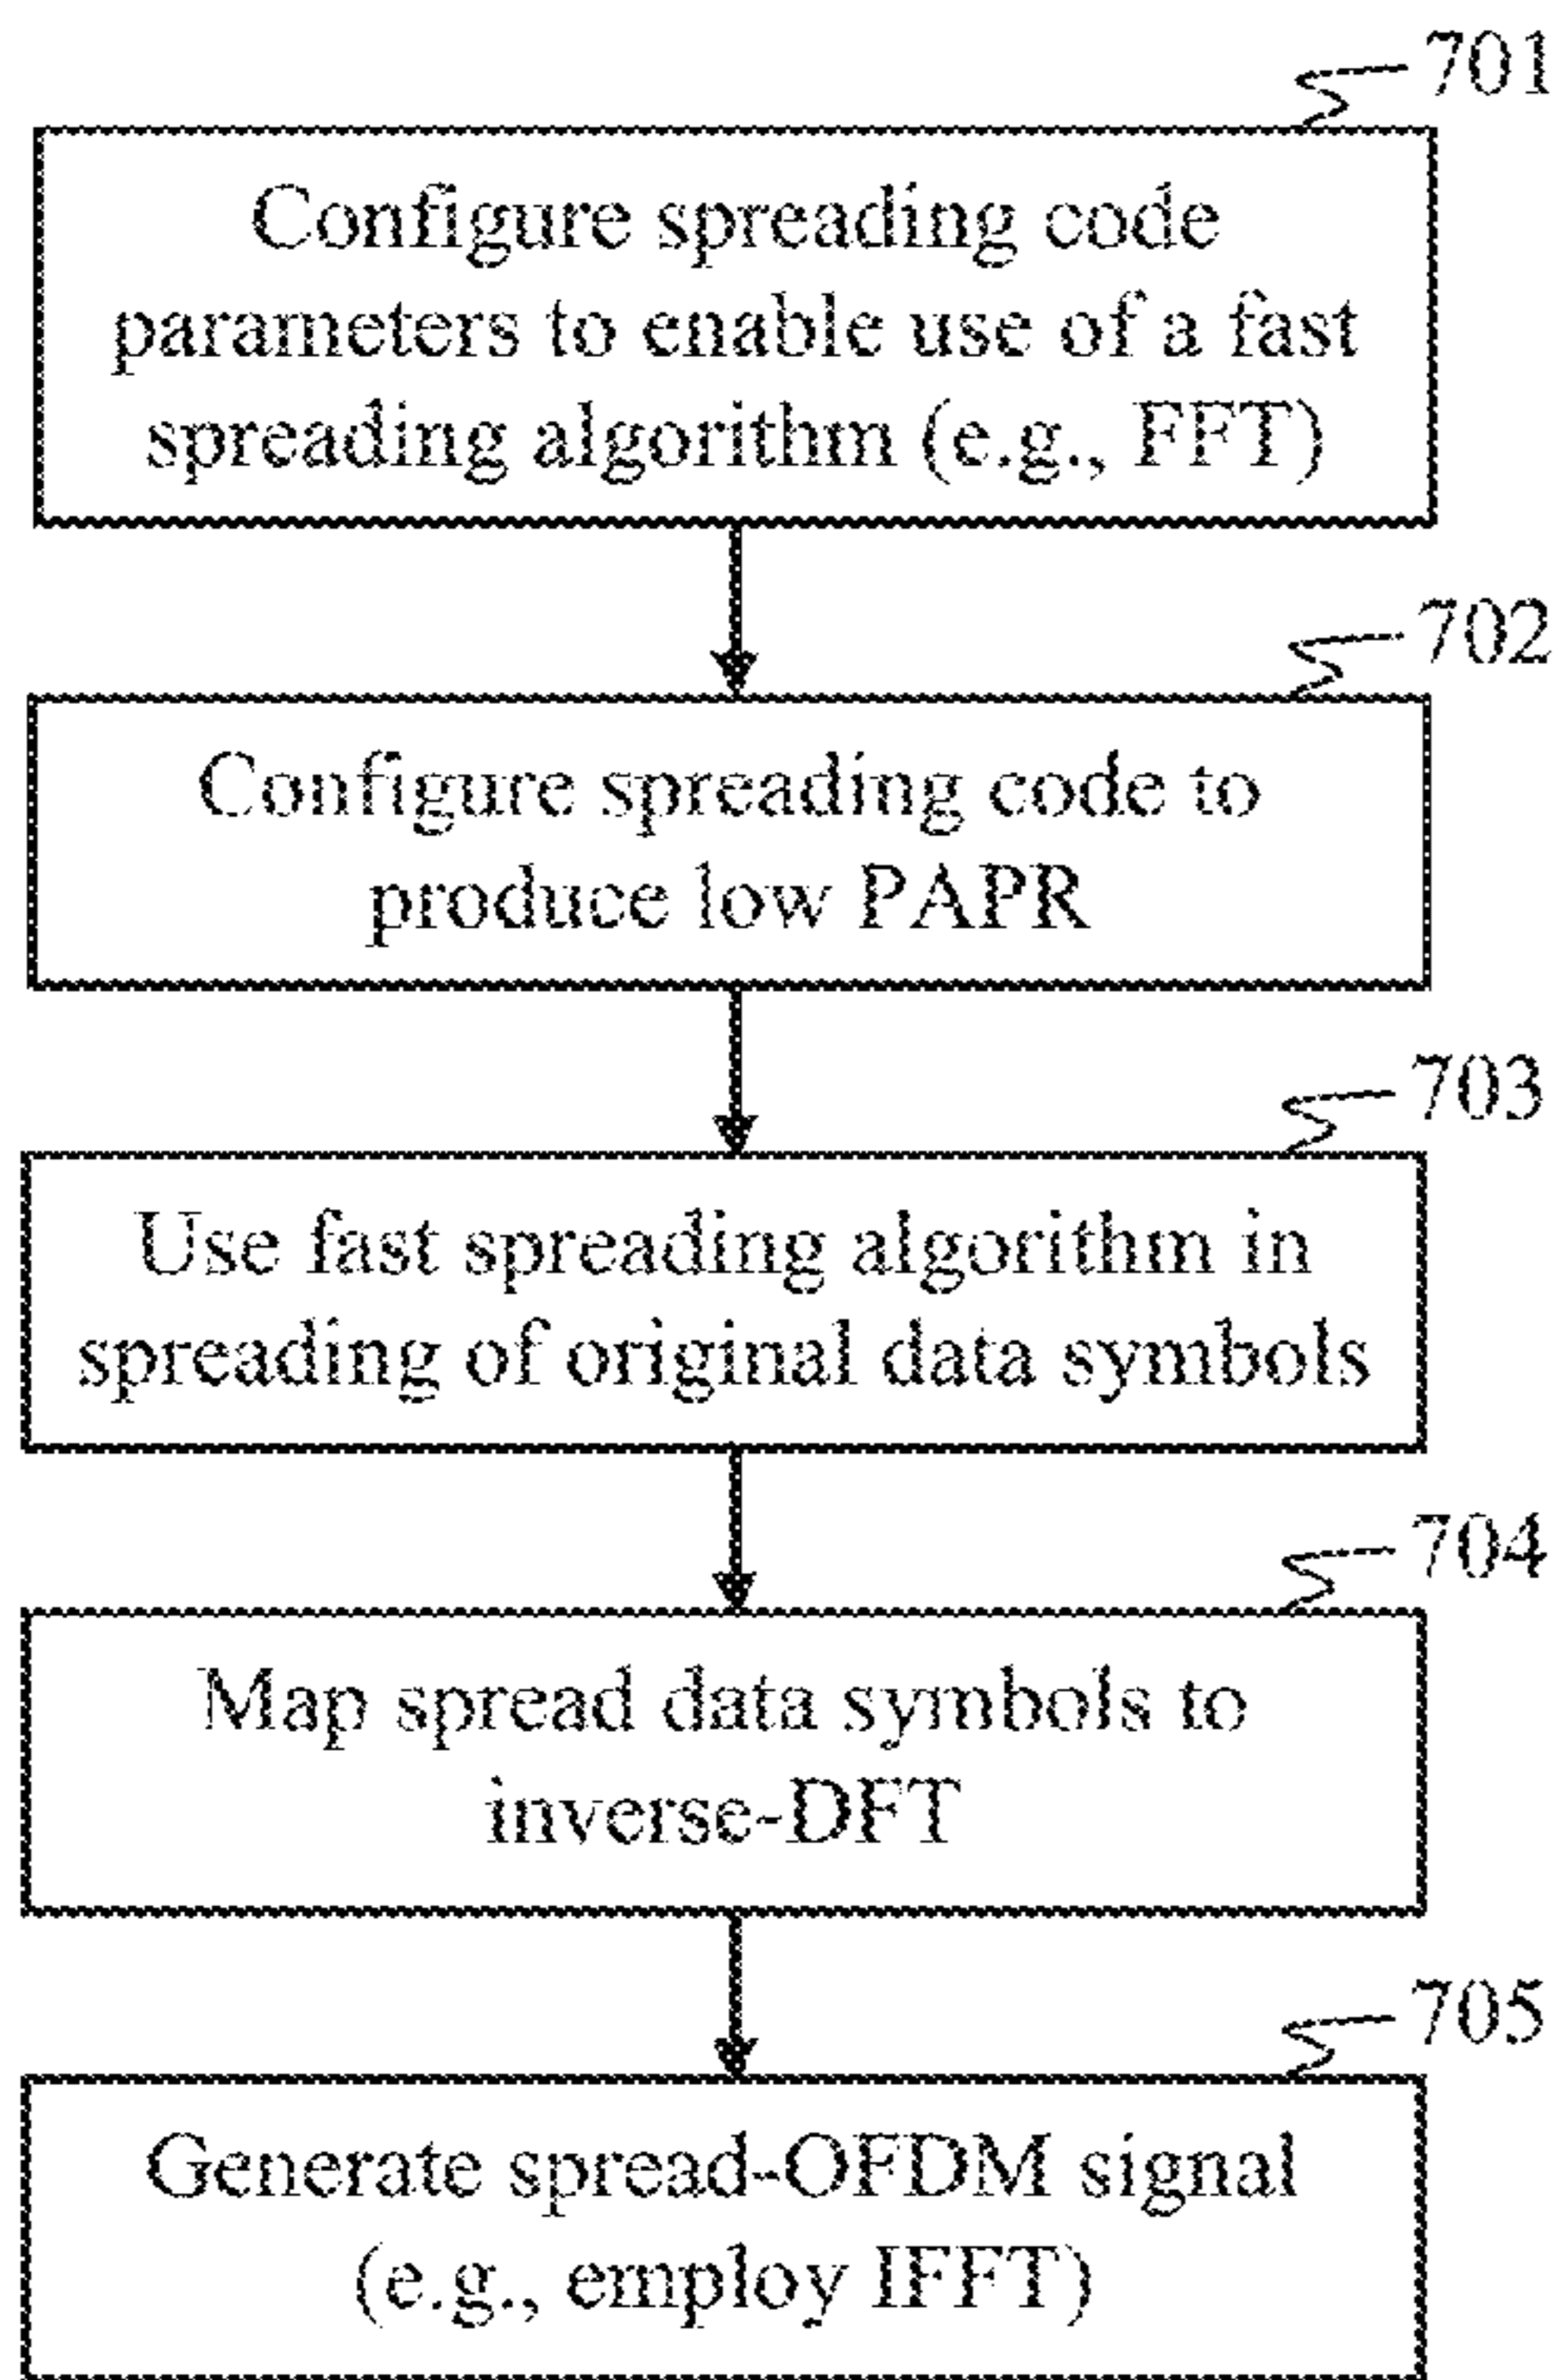 701
Configure spreading code
parameters to enable use of a fast
spreading algorithm (e.g., FFT)
702
Configure spreading code to
produce low PAPR
703
Use fast spreading algorithm in
spreading of original data symbols
704
Map spread data symbols to
inverse-DFT
705
Generate spread-OFDM signal
(e.g., employ IFFT)